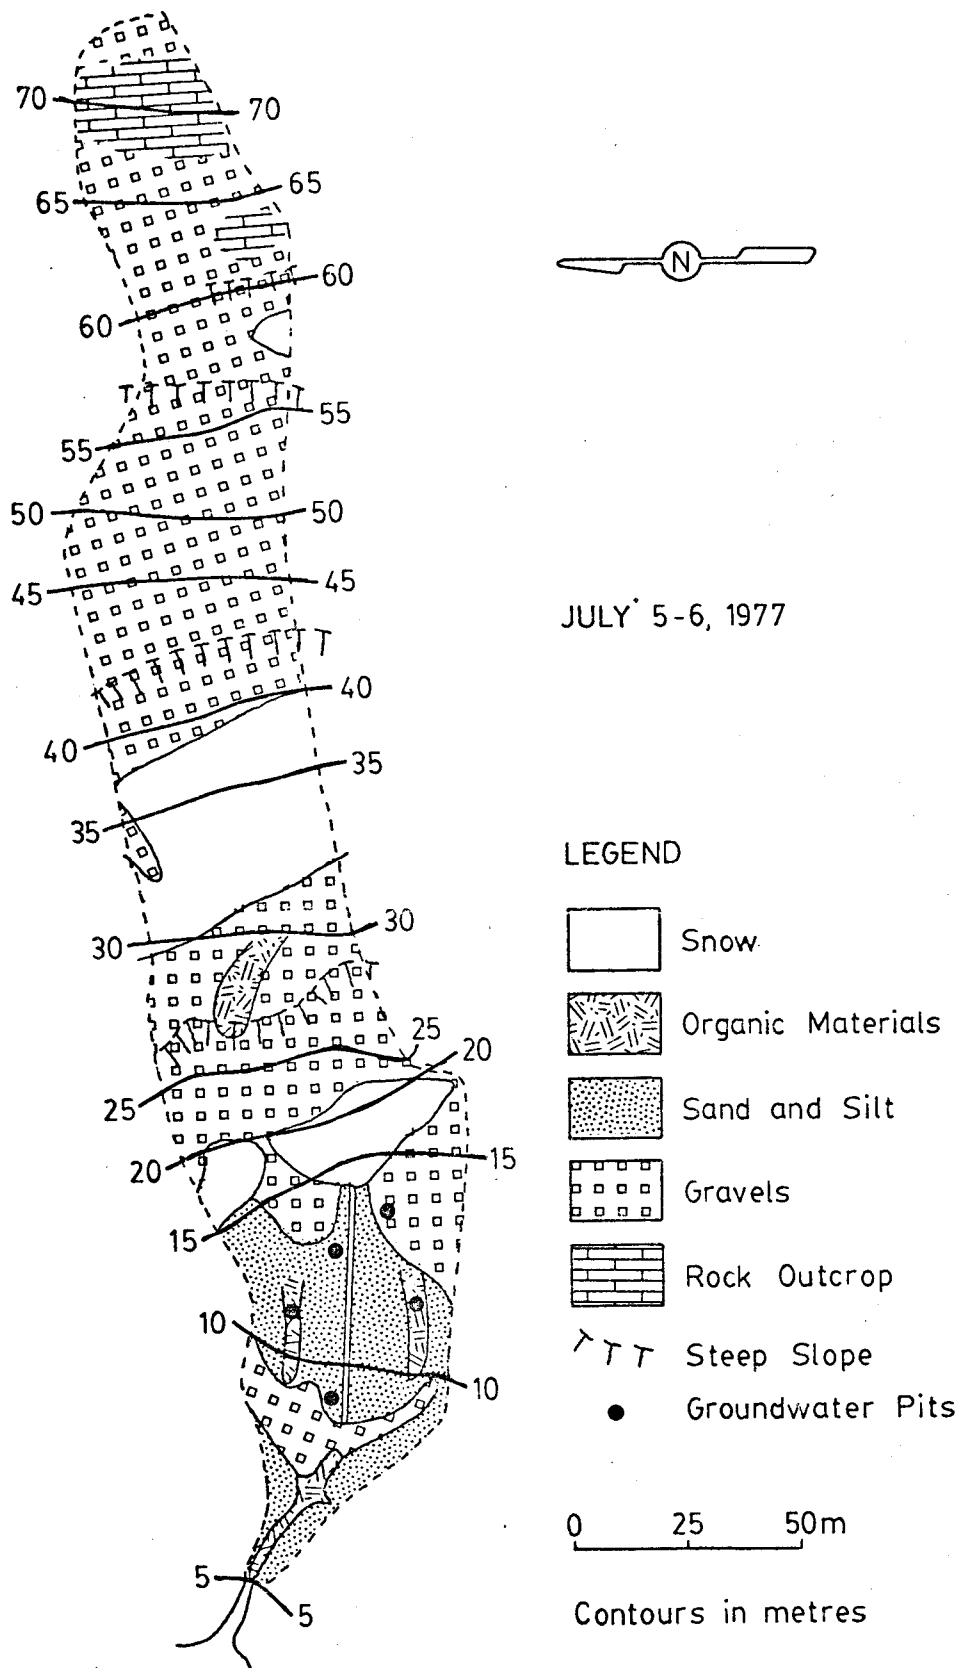 70 70
65 65
N
60 60
55 55
50 50
45 45
JULY 5-6, 1977
40 40
35 35
30 30
25 25
20 20
15 15
10 10
5 5
LEGEND
Snow
Organic Materials
Sand and Silt
Gravels
Rock Outcrop
Steep Slope
Groundwater Pits
0 25 50m
Contours in metres